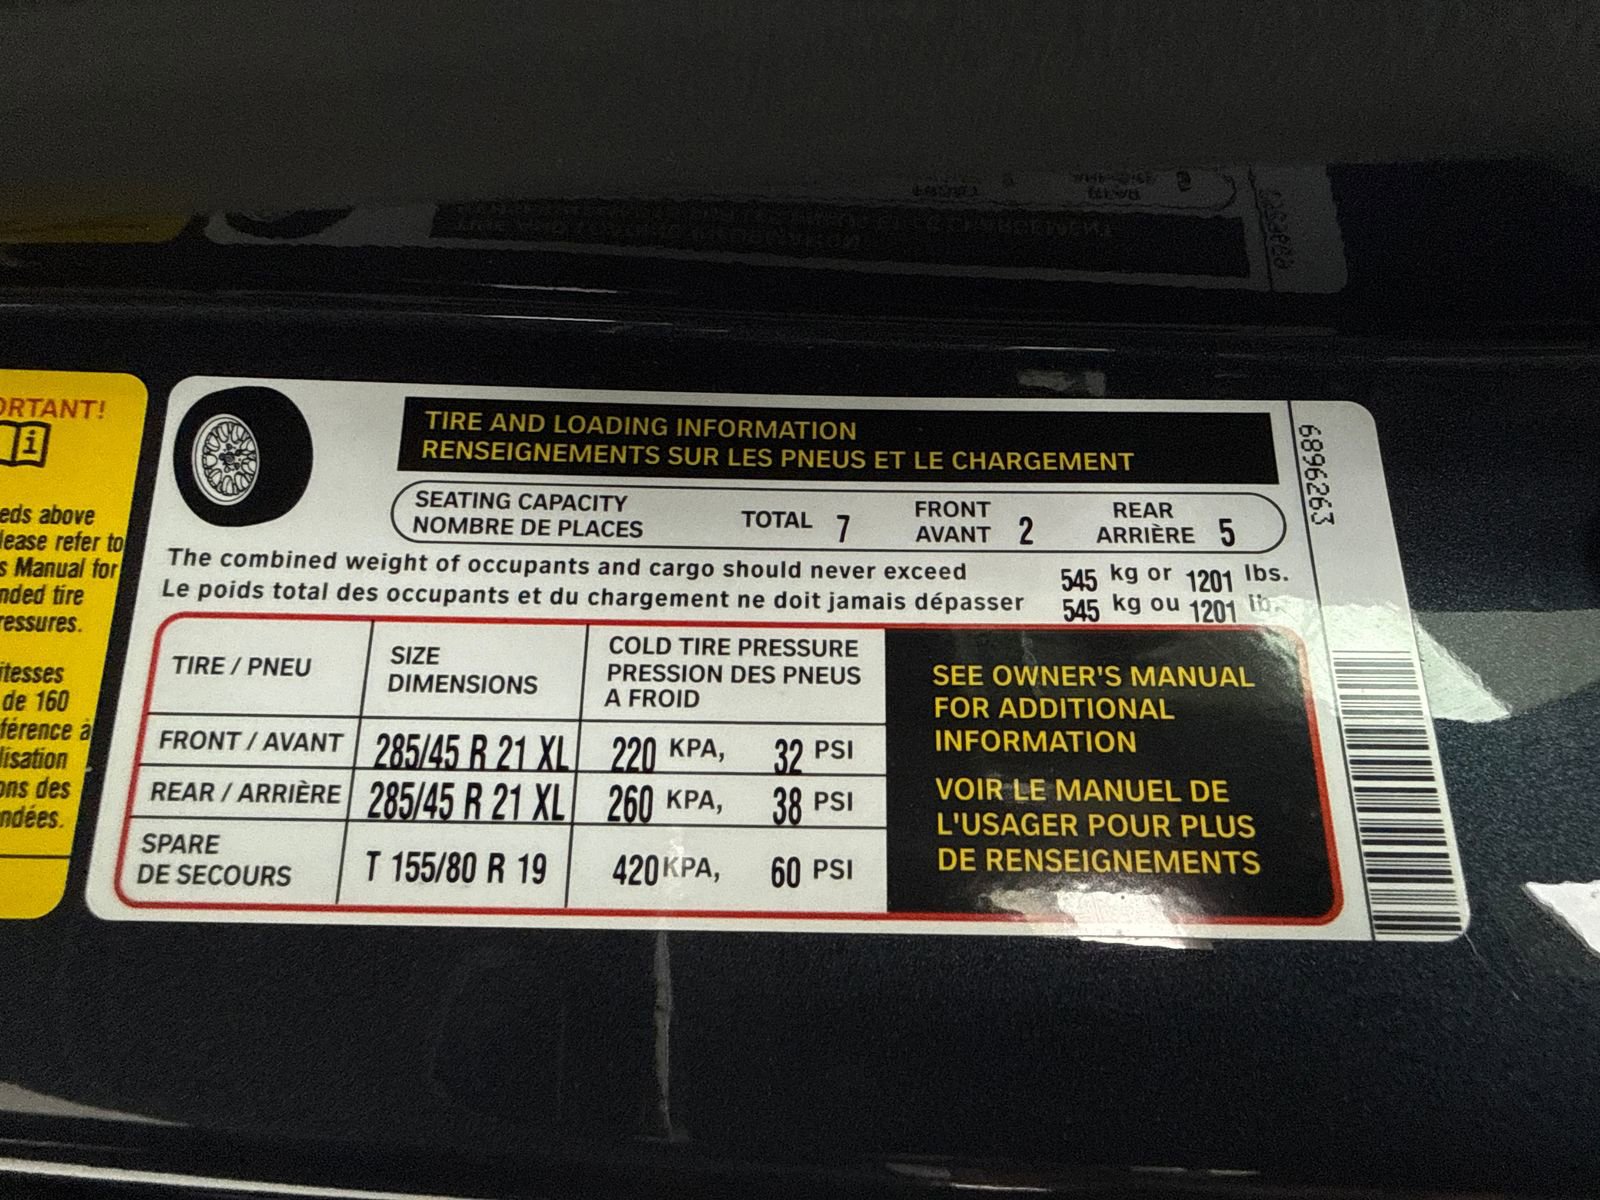 ORTANT!
eds above
lease refer to
s Manual for
nded tire
ressures.
itesses
de 160
férence à
lisation
ons des
ndées.
TIRE AND LOADING INFORMATION
RENSEIGNEMENTS SUR LES PNEUS ET LE CHARGEMENT
SEATING CAPACITY
NOMBRE DE PLACES
TOTAL 7
FRONT
AVANT 2
REAR
ARRIÈRE 5
The combined weight of occupants and cargo should never exceed 545 kg or 1201 lbs.
Le poids total des occupants et du chargement ne doit jamais dépasser 545 kg ou 1201 lb.
TIRE / PNEU
SIZE
DIMENSIONS
COLD TIRE PRESSURE
PRESSION DES PNEUS
A FROID
FRONT / AVANT 285/45 R 21 XL 220 KPA, 32 PSI
REAR / ARRIÈRE 285/45 R 21 XL 260 KPA, 38 PSI
SPARE
DE SECOURS T 155/80 R 19 420 KPA, 60 PSI
SEE OWNER'S MANUAL
FOR ADDITIONAL
INFORMATION
VOIR LE MANUEL DE
L'USAGER POUR PLUS
DE RENSEIGNEMENTS
6896263